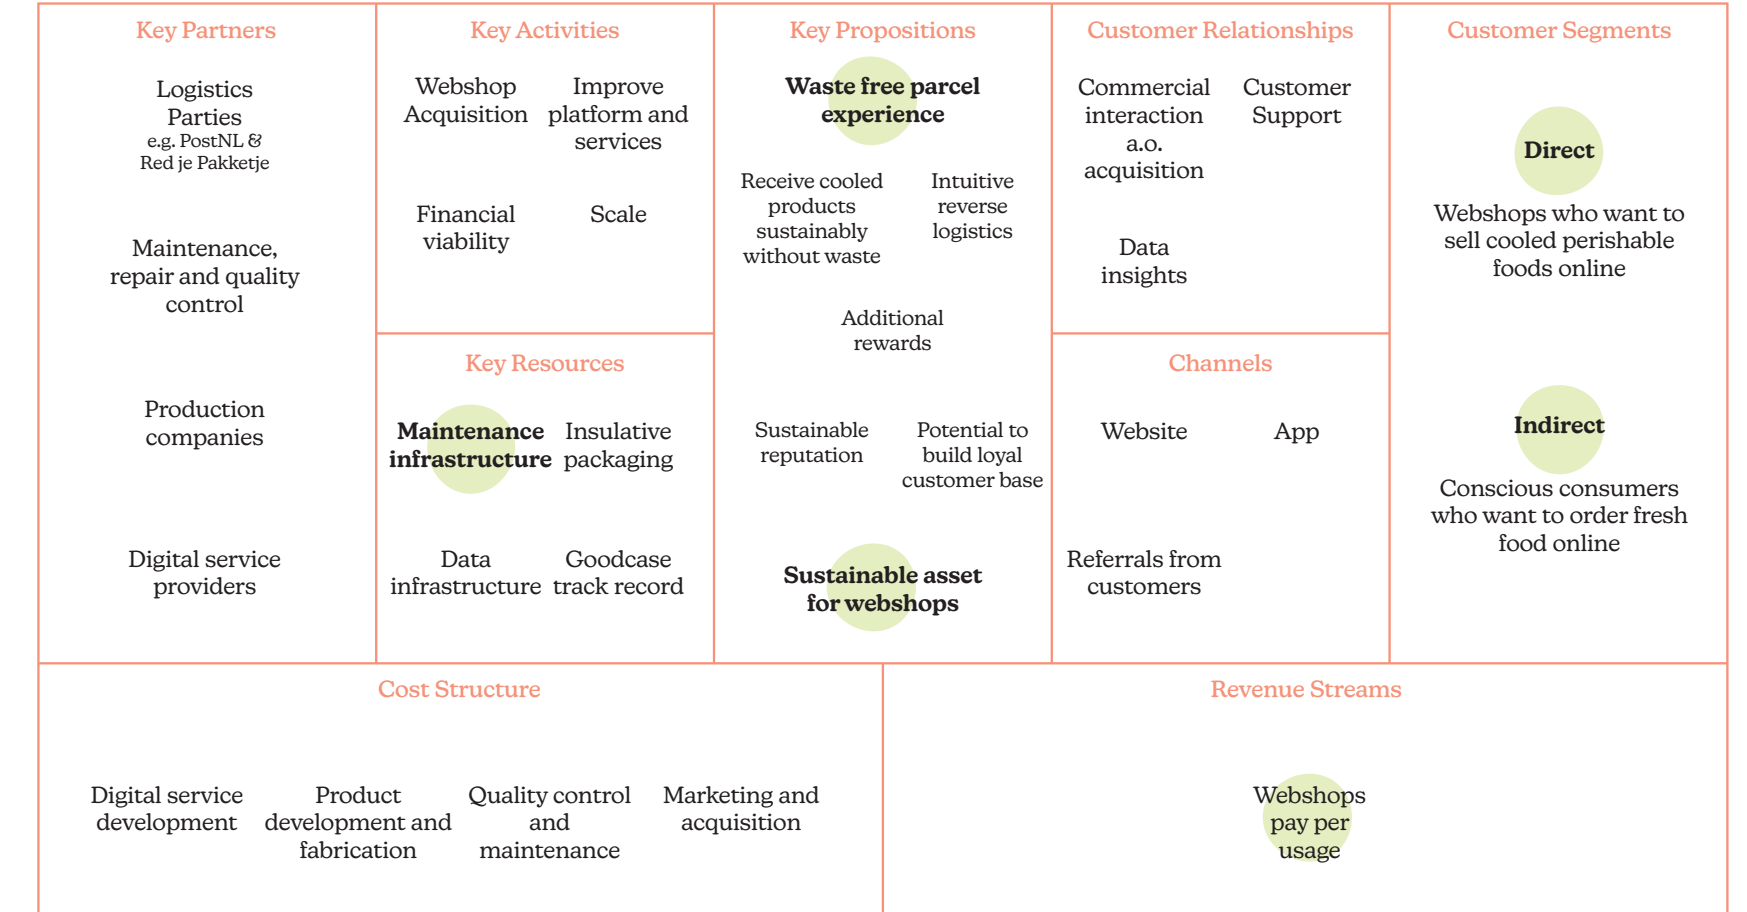 Key Partners
Logistics
Parties
e.g. PostNL &
Red je Pakketje
Maintenance,
repair and quality
control
Production
companies
Digital service
providers
Key Activities
Webshop
Acquisition
Improve
platform and
services
Financial
viability
Scale
Key Resources
Maintenance
infrastructure
Insulative
packaging
Data
infrastructure
Goodcase
track record
Key Propositions
Waste free parcel
experience
Receive cooled
products
sustainably
without waste
Intuitive
reverse
logistics
Additional
rewards
Sustainable
reputation
Potential to
build loyal
customer base
Sustainable asset
for webshops
Customer Relationships
Commercial
interaction
a.o.
acquisition
Customer
Support
Data
insights
Channels
Website
App
Referrals from
customers
Customer Segments
Direct
Webshops who want to
sell cooled perishable
foods online
Indirect
Conscious consumers
who want to order fresh
food online
Cost Structure
Digital service
development
Product
development and
fabrication
Quality control
and
maintenance
Marketing and
acquisition
Revenue Streams
Webshops
pay per
usage